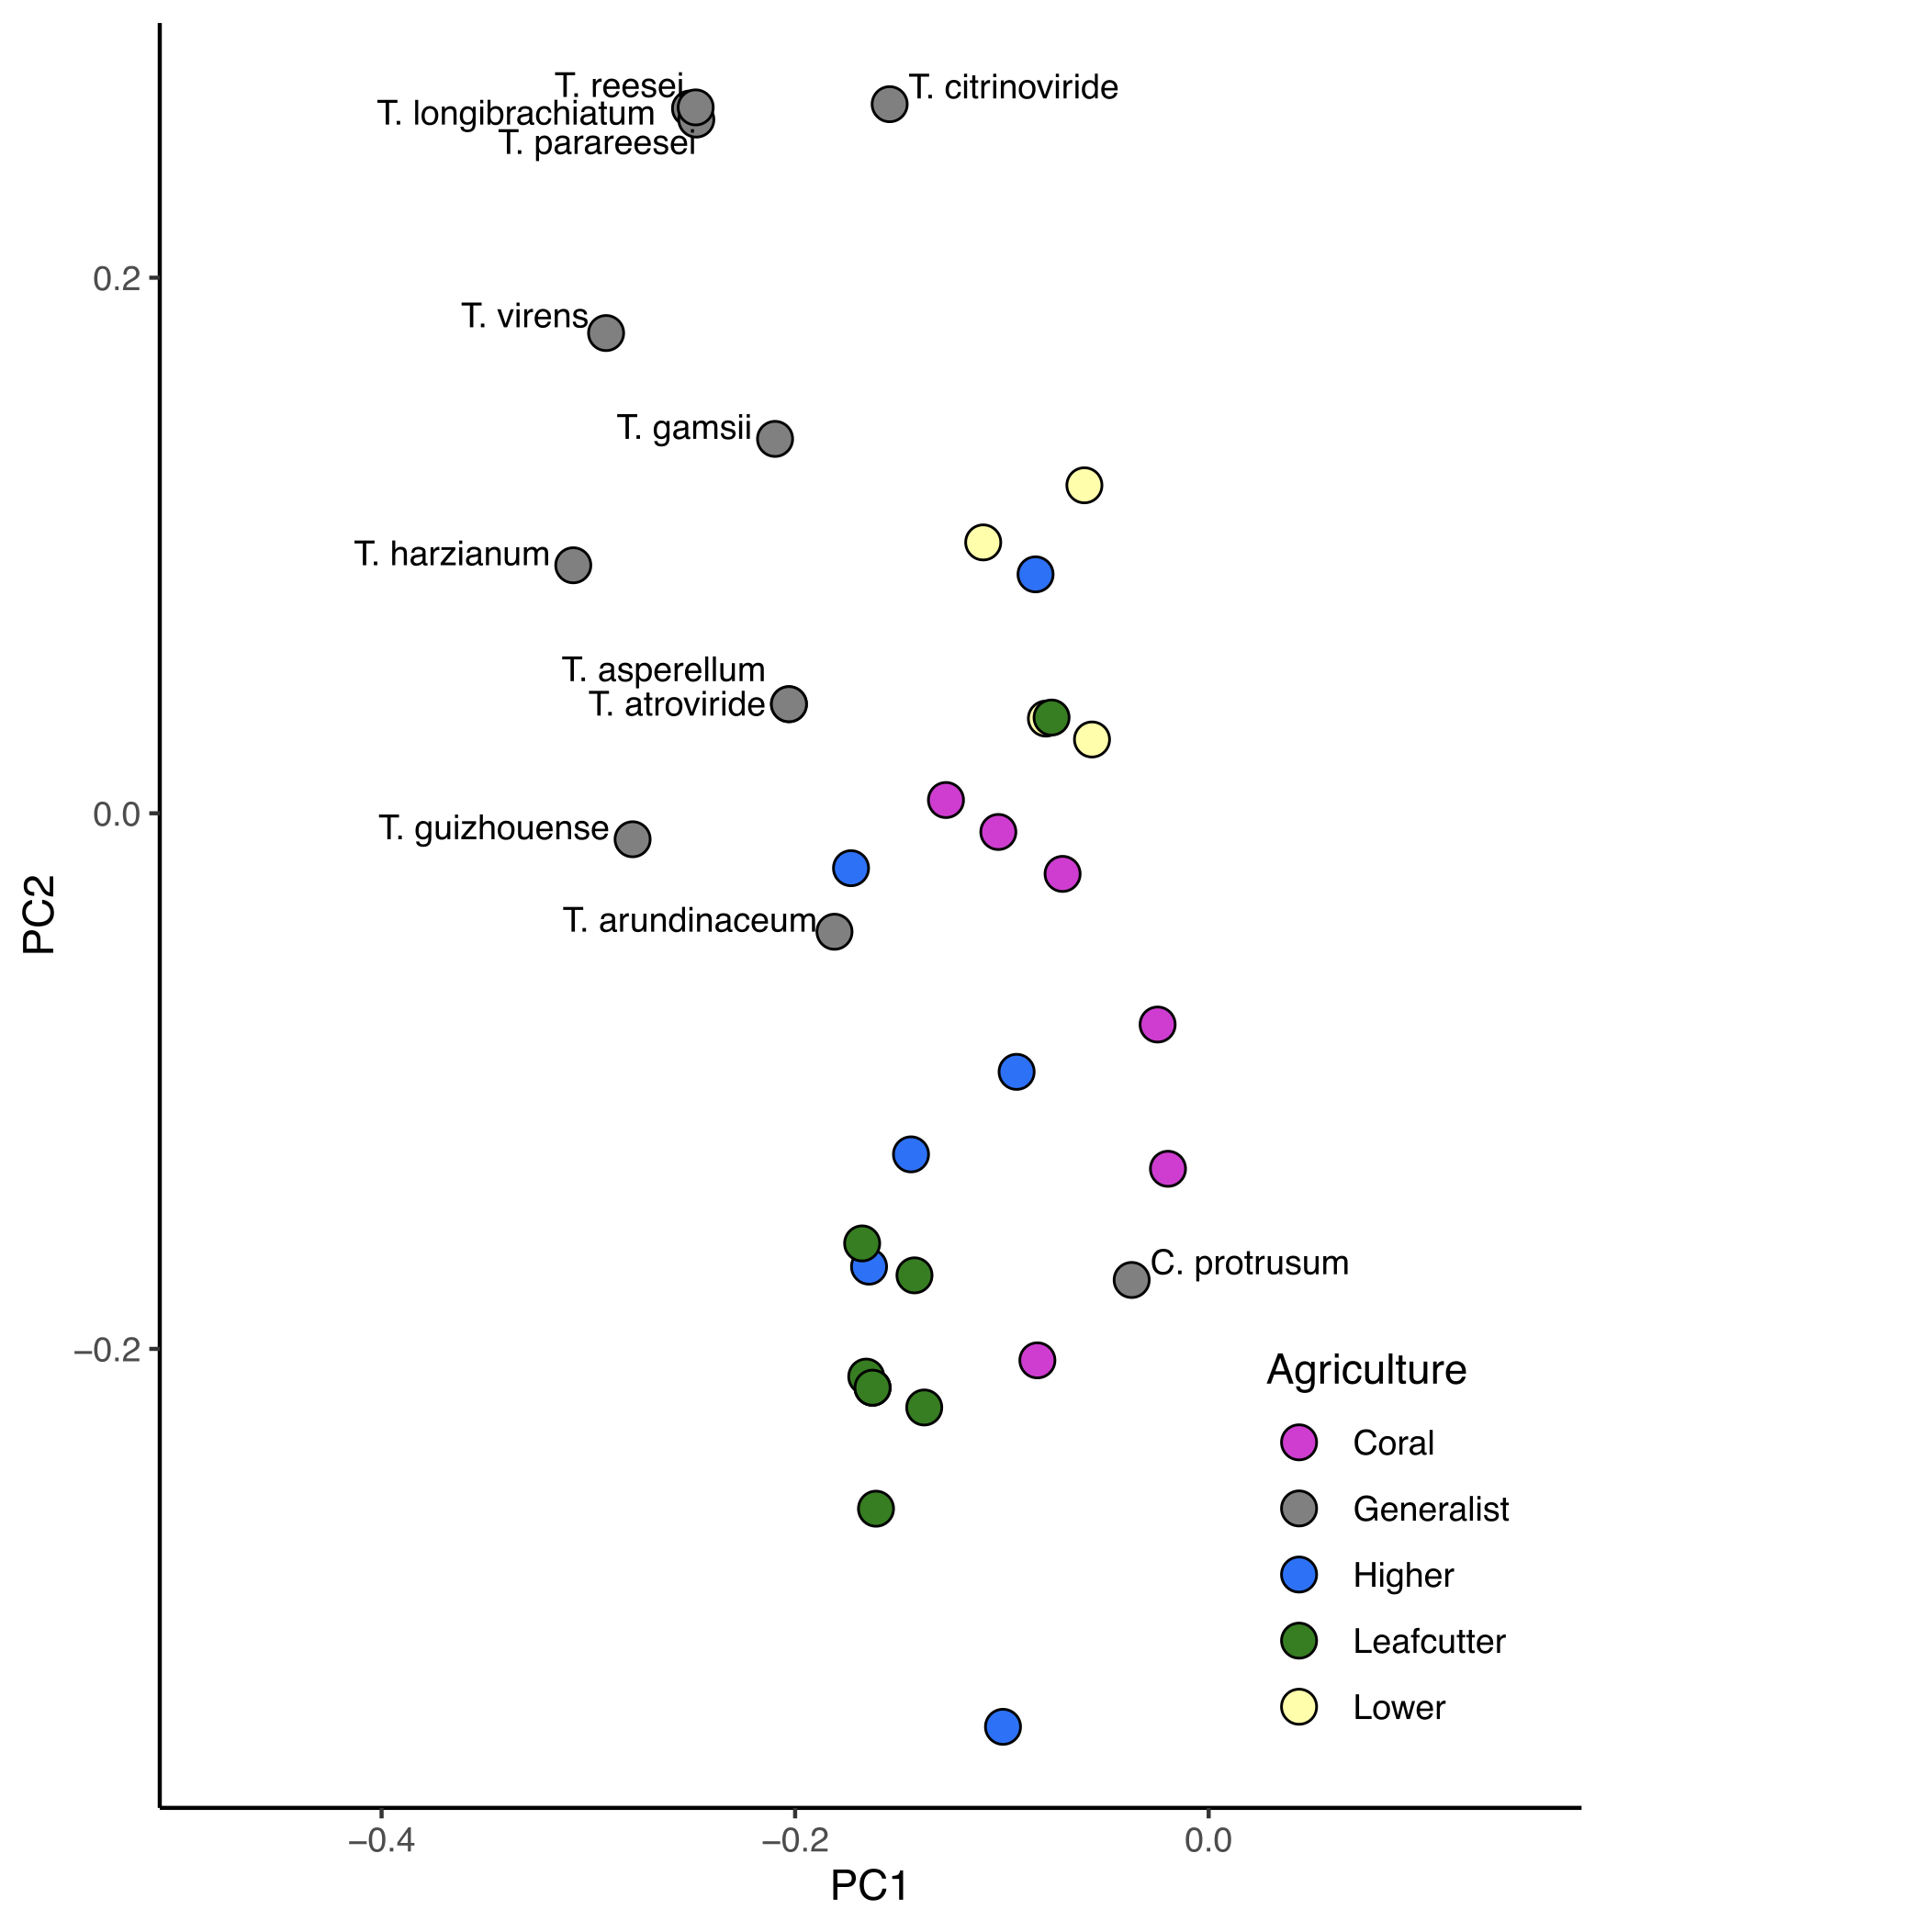 T. reesei
T. citrinoviride
T. longibrachiatum
T. parareesei
0.2
T. virens
T. gamsii
T. harzianum
T. asperellum
T. atroviride
0.0
T. guizhouense
PC2
T. arundinaceum
C. protrusum
−0.2
Agriculture
Coral
Generalist
Higher
Leafcutter
Lower
−0.4
−0.2
0.0
PC1